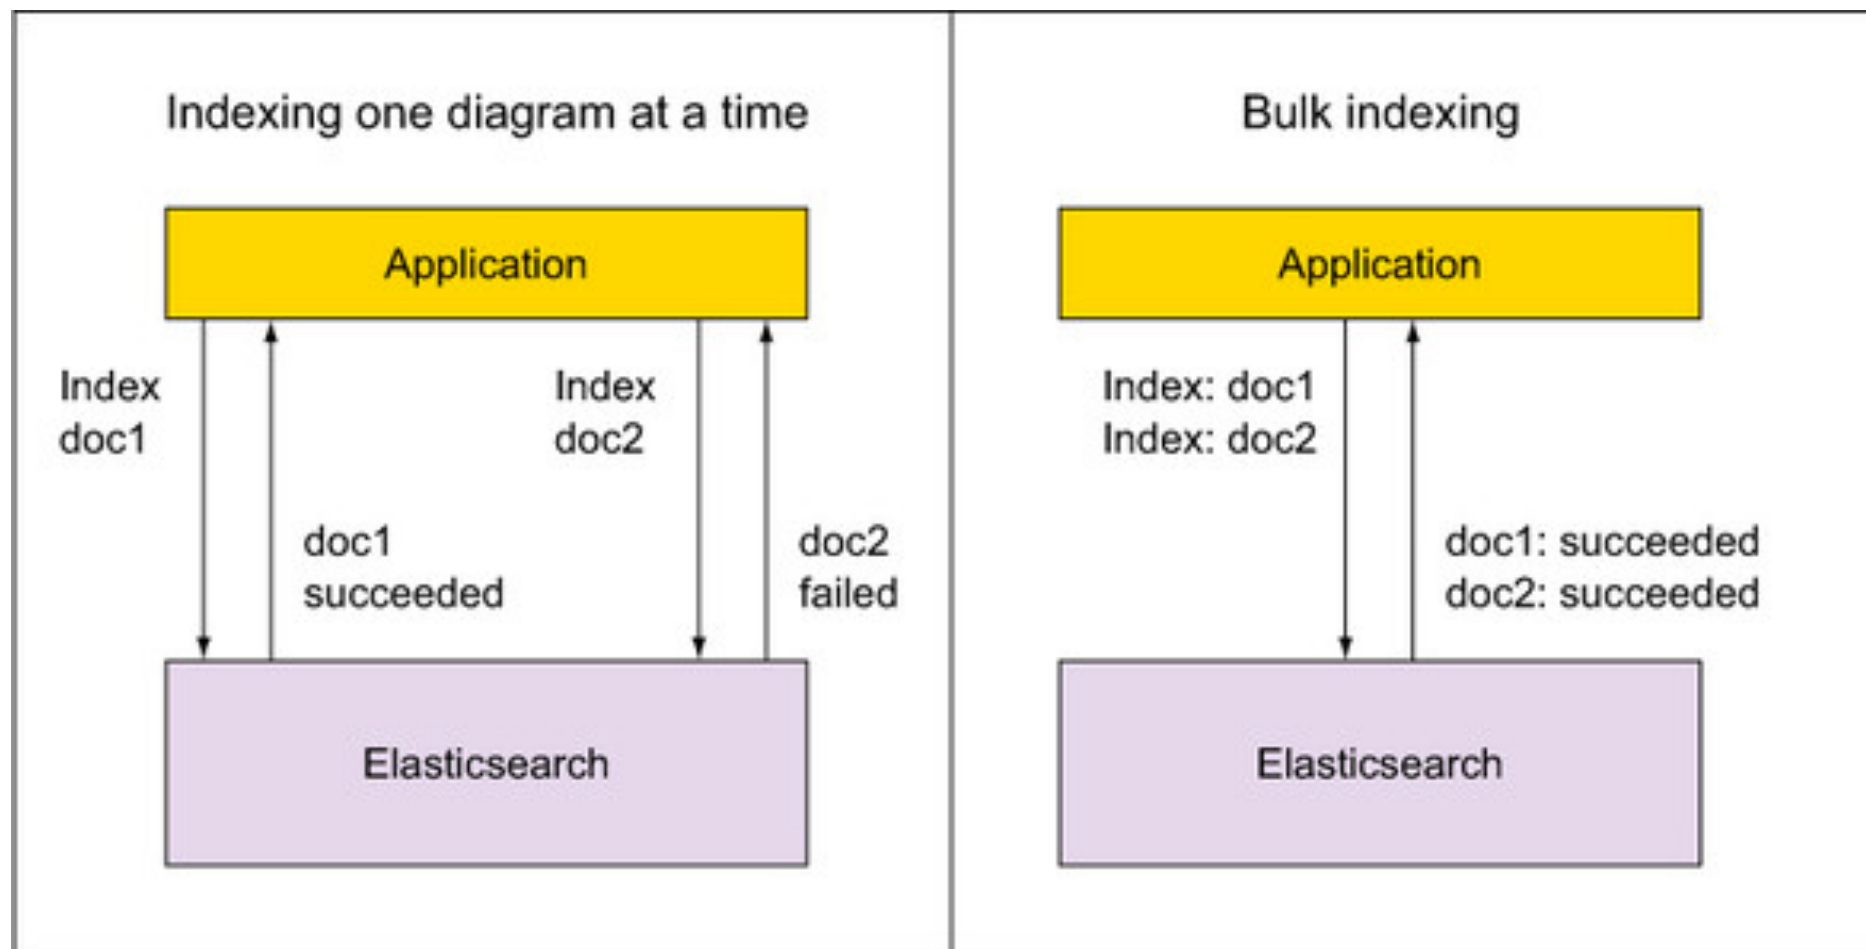 Indexing one diagram at a time
Application
Index
doc1
Index
doc2
doc1
succeeded
doc2
failed
Elasticsearch
Bulk indexing
Application
Index: doc1
Index: doc2
doc1: succeeded
doc2: succeeded
Elasticsearch